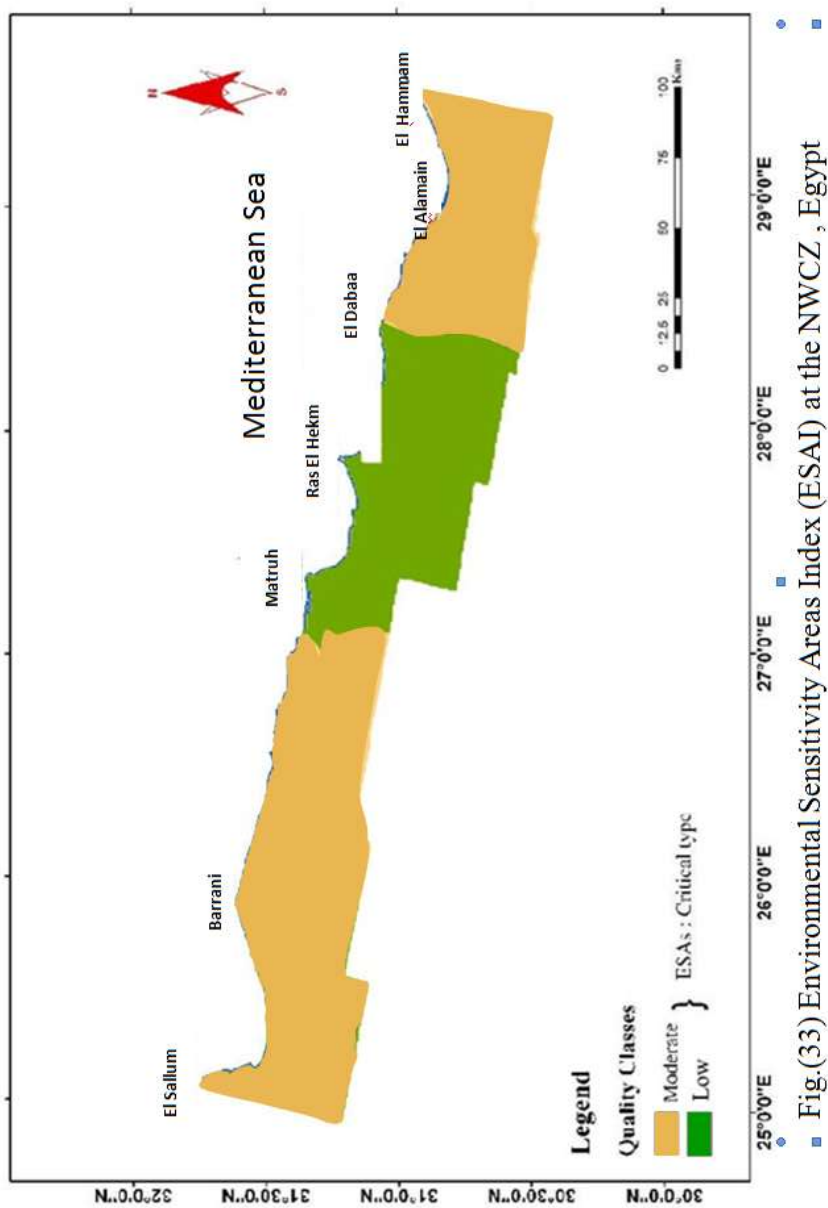 N
S
Mediterranean Sea
El Sallum
Barrani
Matruh
Ras El Hekm
El Dabaa
El Alamain
El Hammam
32°0'0"N
31°30'0"N
31°0'0"N
30°30'0"N
30°0'0"N
Legend
Quality Classes
Moderate
Low
} ESAs : Critical type
0 12.5 25 50 75 100
Kms
25°0'0"E 26°0'0"E 27°0'0"E 28°0'0"E 29°0'0"E
Fig.(33) Environmental Sensitivity Areas Index (ESAI) at the NWCZ , Egypt